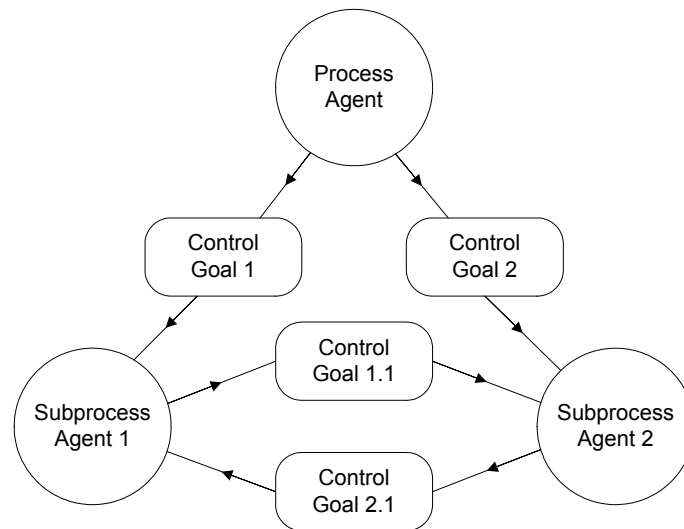 Process
Agent
Control
Goal 1
Control
Goal 2
Control
Goal 1.1
Subprocess
Agent 1
Subprocess
Agent 2
Control
Goal 2.1